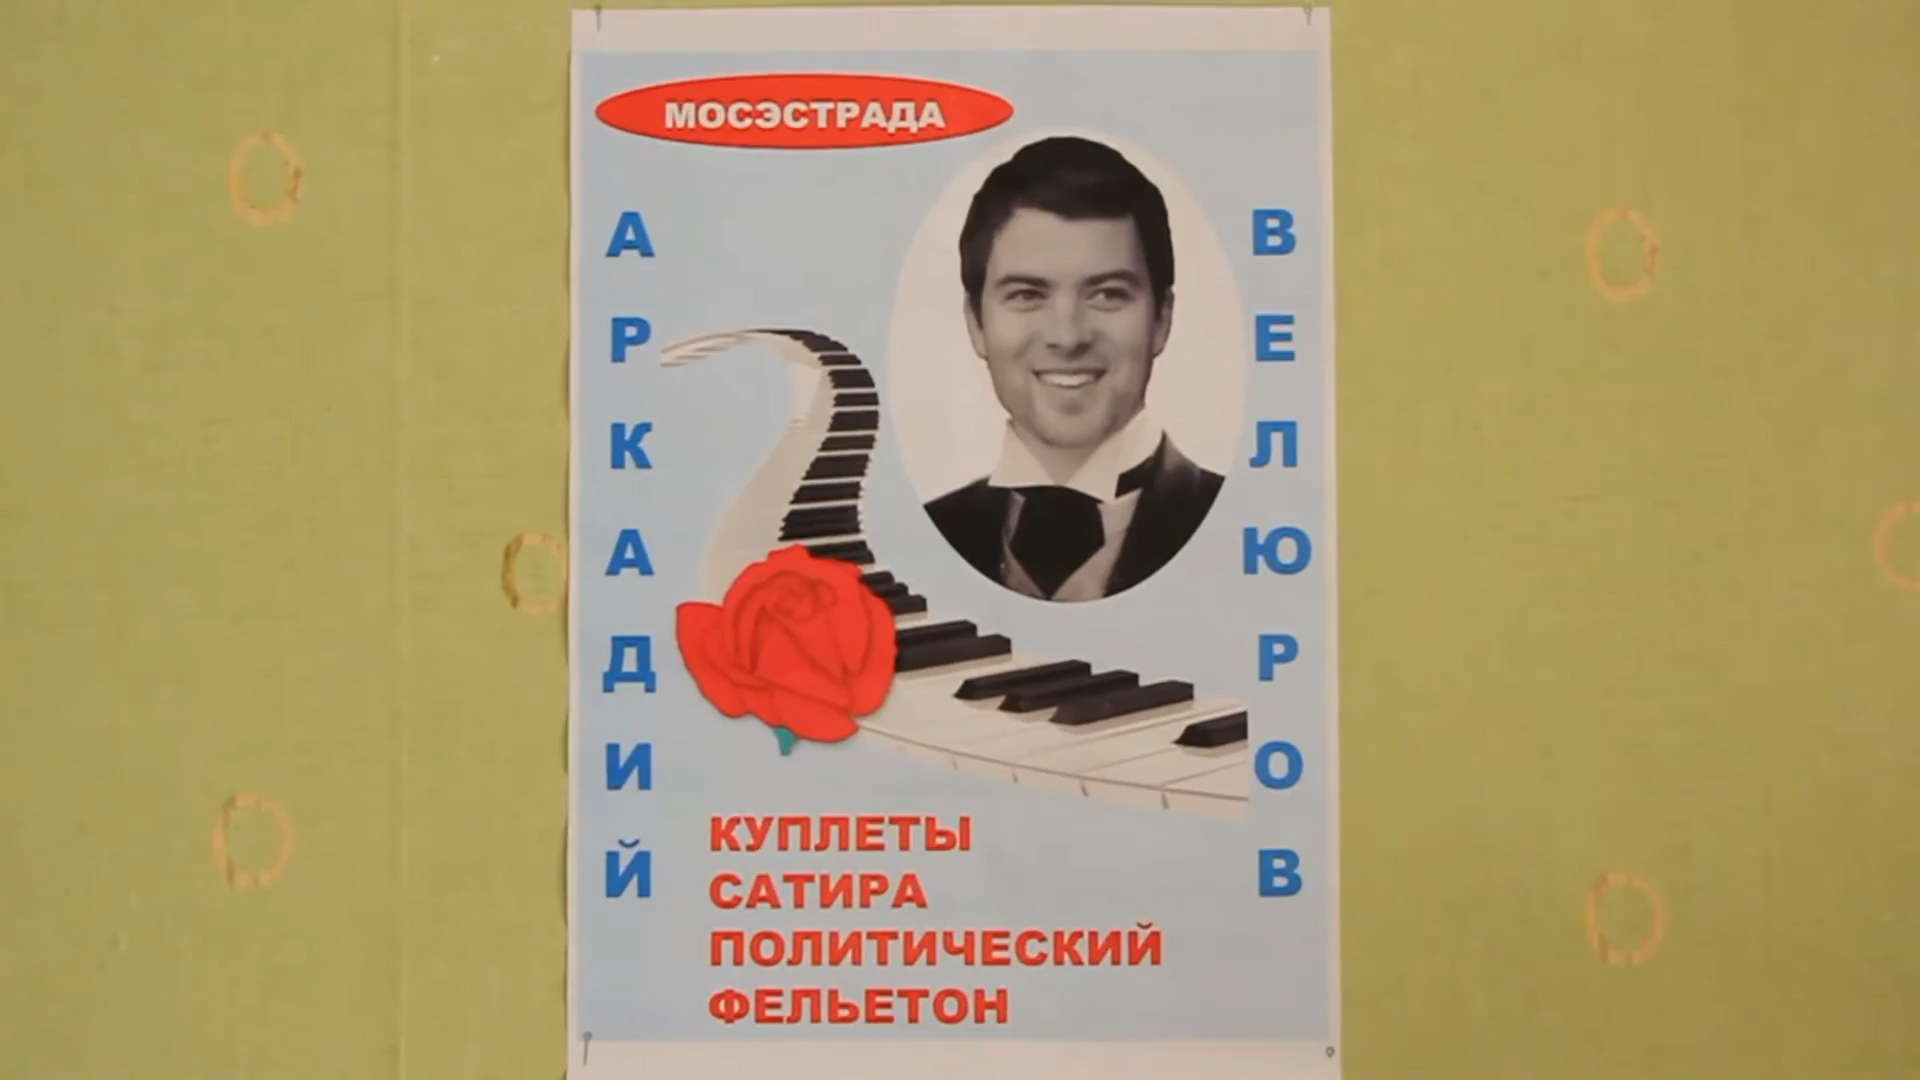 МОСЭСТРАДА
АРКАДИЙ
ВЕЛЮРОВ
КУПЛЕТЫ
САТИРА
ПОЛИТИЧЕСКИЙ
ФЕЛЬЕТОН